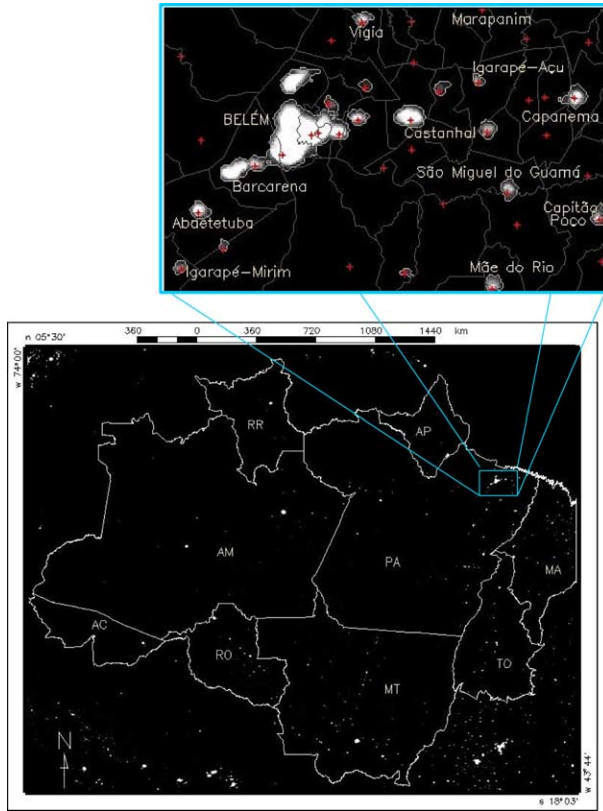 Vigia
Marapanim
Igarapé-Açu
BELÉM
Castanhal
Capanema
Barcarena
São Miguel do Guamá
Abaetetuba
Capitão
Poço
Igarapé-Mirim
Mãe do Rio
360 0 360 720 1080 1440 km
n 05°30'
w 74°00'
RR
AP
AM
PA
MA
AC
RO
TO
MT
N
w 43°44'
s 18°03'